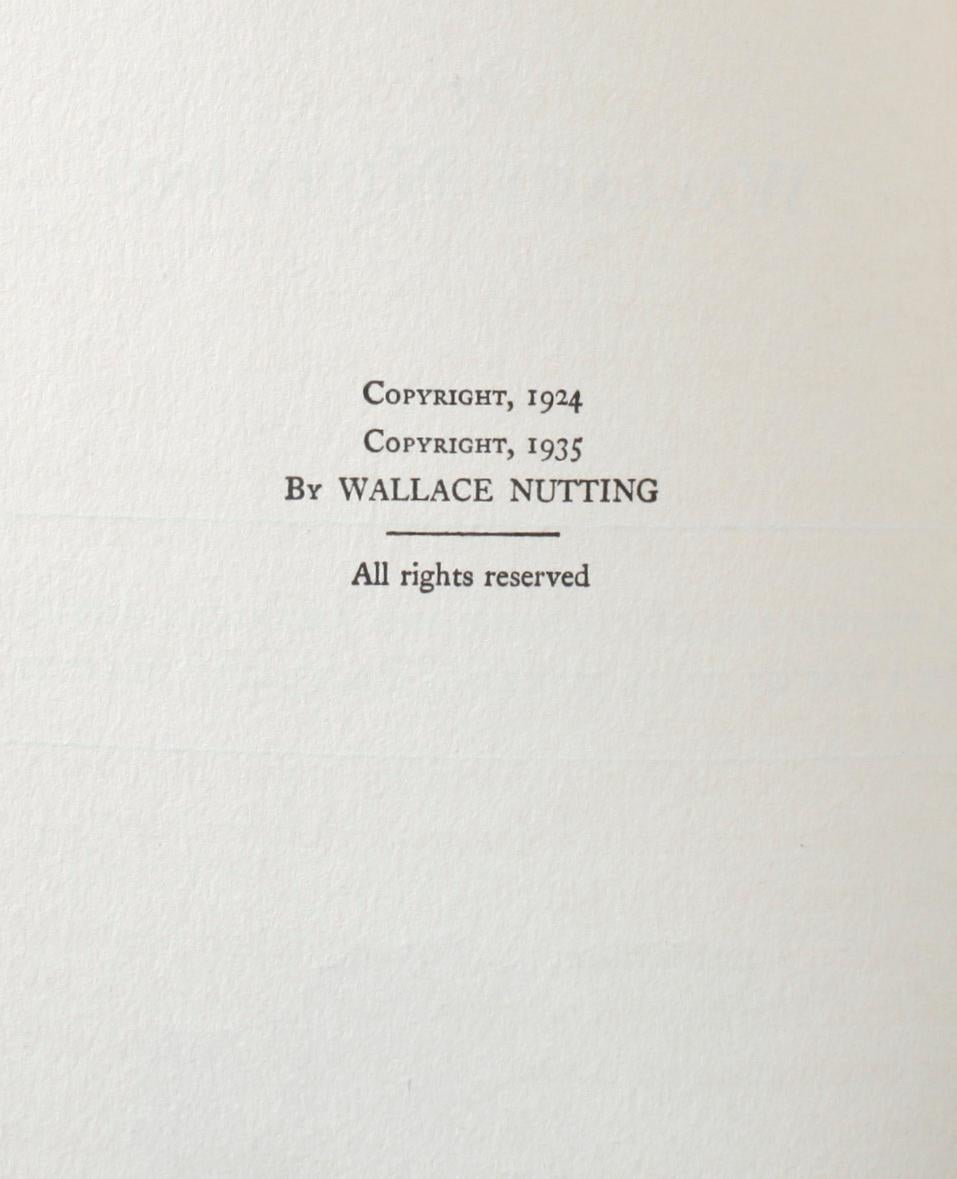 Copyright, 1924
Copyright, 1935
By WALLACE NUTTING
All rights reserved